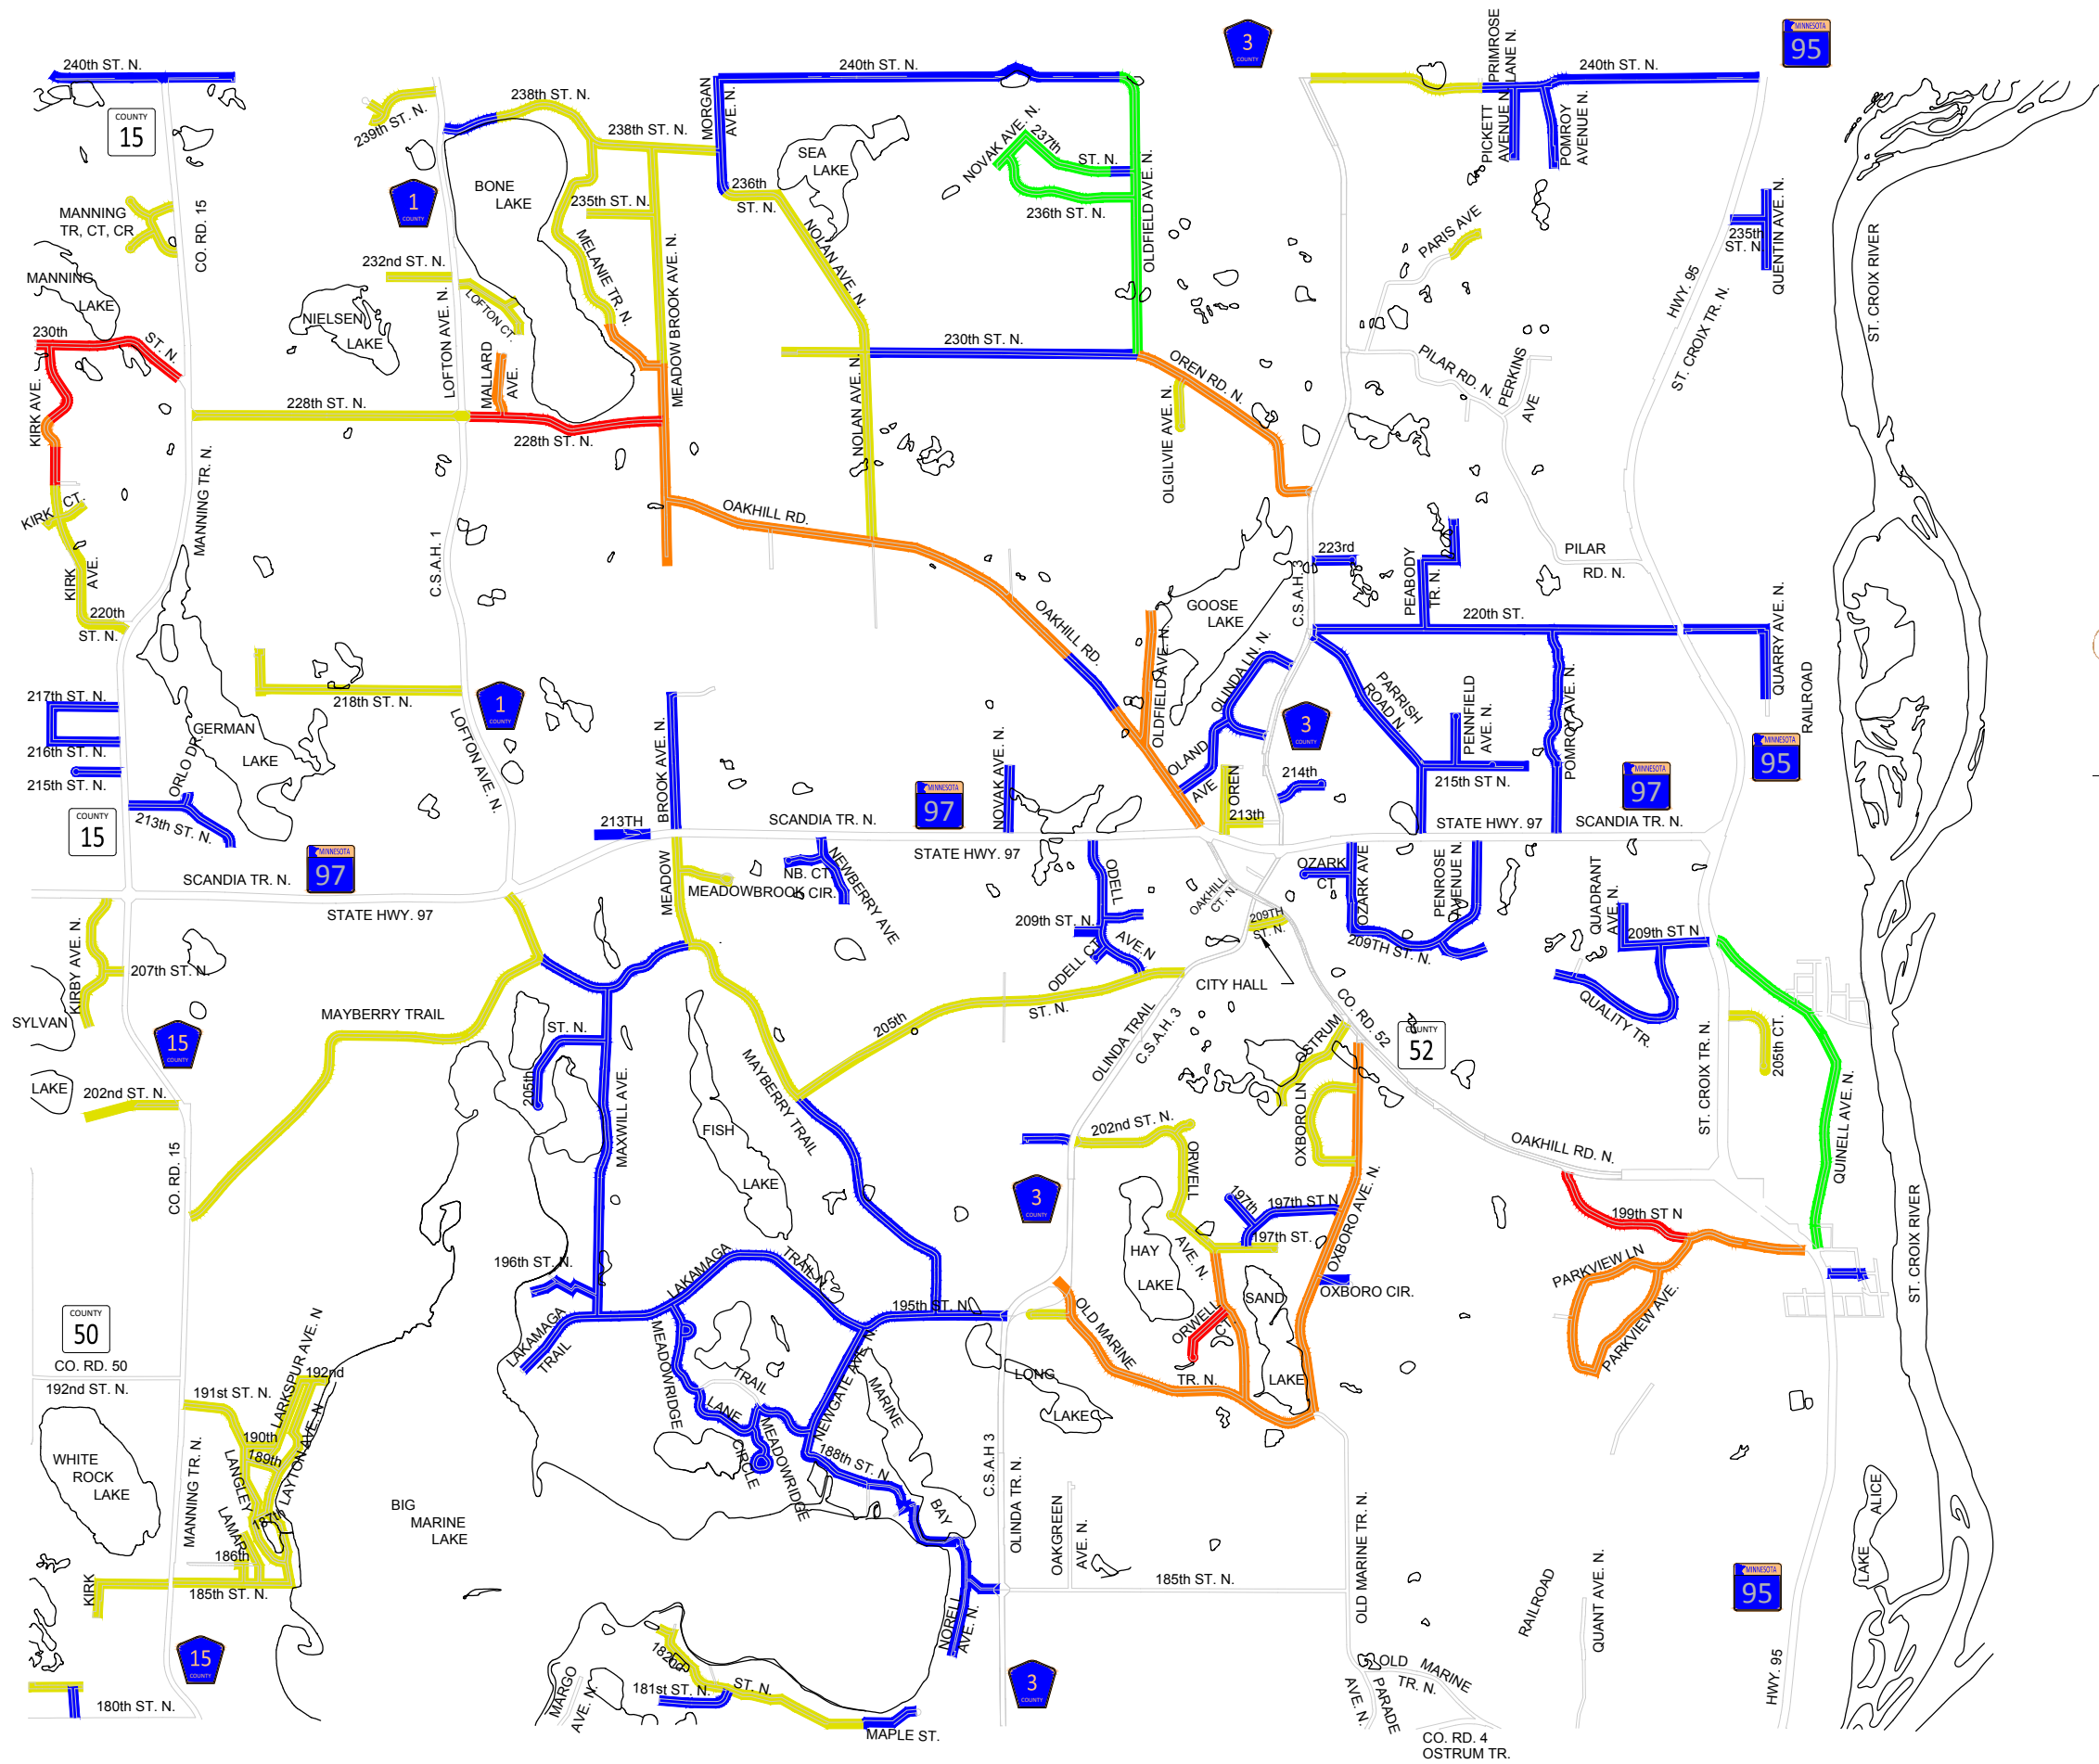 240th ST. N.
COUNTY
15
239th ST. N.
238th ST. N.
238th ST. N.
MORGAN
AVE. N.
240th ST. N.
3
COUNTY
PRIMROSE
LANE N.
PICKETT
AVENUE N.
POMROY
AVENUE N.
240th ST. N.
MINNESOTA
95
CO. RD. 15
MANNING
TR, CT, CR
1
COUNTY
BONE
LAKE
SEA
LAKE
NOVAK AVE. N.
237th
ST. N.
236th
ST. N.
236th ST. N.
235th ST. N.
OLDFIELD AVE. N.
PARIS AVE
235th
ST. N.
QUENTIN AVE. N.
ST. CROIX RIVER
MANNING
LAKE
232nd ST. N.
LOFTON CT.
MELANIE TR. N.
MEADOW BROOK AVE. N.
NOLAN AVE. N.
HWY. 95
ST. CROIX TR. N.
NIELSEN
LAKE
LOFTON AVE. N.
230th
ST. N.
KIRK AVE.
MALLARD
AVE.
228th ST. N.
228th ST. N.
230th ST. N.
NOLAN AVE. N.
OREN RD. N.
OLGILVIE AVE. N.
PILAR RD. N.
PERKINS
AVE
KIRK CT.
KIRK
AVE.
MANNING TR. N.
C.S.A.H. 1
OAKHILL RD.
220th
ST. N.
223rd
C.S.A.H. 3
PEABODY
TR. N.
PILAR
RD. N.
220th ST.
QUARRY AVE. N.
GOOSE
LAKE
OAKHILL RD.
OLDFIELD AVE. N.
OLINDA LN. N.
217th ST. N.
216th ST. N.
215th ST. N.
ORLO DR.
GERMAN
LAKE
218th ST. N.
1
COUNTY
LOFTON AVE. N.
PARRISH
ROAD N.
PENNFIELD
AVE. N.
POMROY AVE. N.
RAILROAD
MINNESOTA
95
3
COUNTY
OLAND
AVE
OREN
214th
213th
215th ST N.
MINNESOTA
97
COUNTY
15
213th ST. N.
213TH
BROOK AVE. N.
MEADOW
MINNESOTA
97
NOVAK AVE. N.
SCANDIA TR. N.
STATE HWY. 97
STATE HWY. 97
SCANDIA TR. N.
MINNESOTA
97
SCANDIA TR. N.
STATE HWY. 97
MEADOWBROOK CIR.
NB. CT.
NEWBERRY AVE
ODELL
AVE.N
209th ST. N.
ODELL CT
OAKHILL
CT. N.
209TH
ST. N.
OZARK
CT
OZARK AVE
PENROSE
AVENUE N.
209TH ST. N.
QUADRANT
AVE. N.
209th ST N
QUALITY TR.
CITY HALL
KIRBY AVE. N.
207th ST. N.
SYLVAN
LAKE
15
COUNTY
MAYBERRY TRAIL
202nd ST. N.
205th
ST. N.
MAXWILL AVE.
FISH
LAKE
MAYBERRY TRAIL
205th
ST. N.
OLINDA TRAIL
C.S.A.H. 3
OSTRUM
CO. RD. 52
COUNTY
52
205th CT.
ST. CROIX TR. N.
QUINELL AVE. N.
202nd ST. N.
ORWELL
AVE. N.
OXBORO LN
OXBORO AVE. N.
OAKHILL RD. N.
CO. RD. 15
3
COUNTY
197th
197th ST N
197th ST.
HAY
LAKE
SAND
LAKE
OXBORO CIR.
199th ST N
PARKVIEW LN
PARKVIEW AVE.
ST. CROIX RIVER
196th ST. N.
LAKAMAGA
TRAIL N.
LAKAMAGA
TRAIL
195th ST. N.
OLD MARINE
TR. N.
ORWELL
CT.
COUNTY
50
CO. RD. 50
192nd ST. N.
191st ST. N.
LARKSPUR AVE. N
192nd
190th
189th
LANGLEY
LAYTON AVE. N
187th
LAMAR
186th
185th ST. N.
KIRK
WHITE
ROCK
LAKE
MANNING TR. N.
BIG
MARINE
LAKE
MEADOWRIDGE
LANE
TRAIL
CIRCLE
MEADOWRIDGE
NEWGATE AVE. N.
188th ST. N.
MARINE
BAY
LONG
LAKE
C.S.A.H 3
OLINDA TR. N.
OAKGREEN
AVE. N.
185th ST. N.
OLD MARINE TR. N.
NORELL
AVE. N.
RAILROAD
QUANT AVE. N.
MINNESOTA
95
LAKE
ALICE
HWY. 95
15
COUNTY
180th ST. N.
MARGO
AVE. N.
182nd
ST. N.
181st ST. N.
MAPLE ST.
3
COUNTY
OLD MARINE
TR. N.
PARADE
AVE. N.
CO. RD. 4
OSTRUM TR.